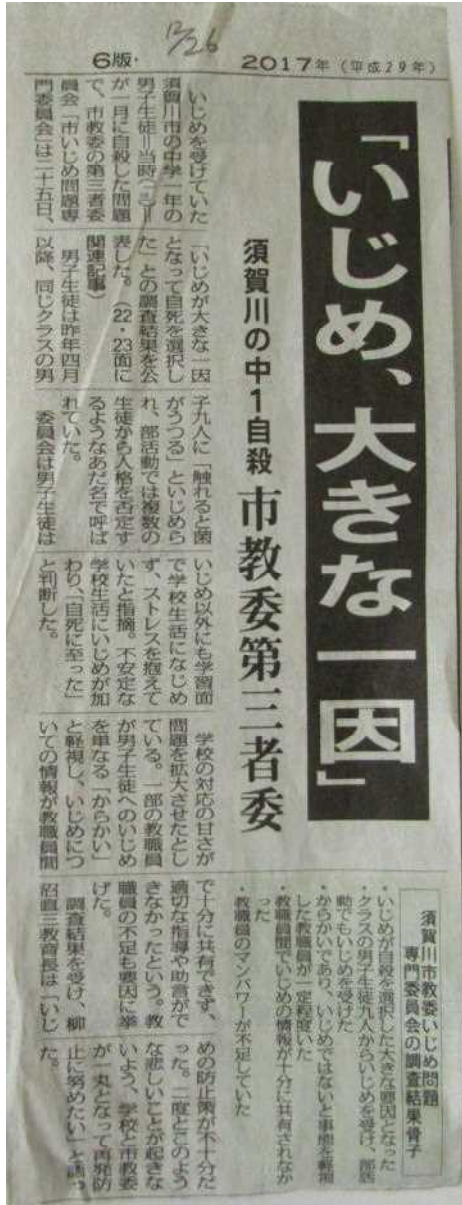 12/26
6版・
2017年(平成29年)
「いじめ、大きな一因」
須賀川の中1自殺 市教委第三者委
いじめを受けていた
須賀川市の中学一年の
男子生徒=当時(一三)=
が一月に自殺した問題
で、市教委の第三者委
員会「市いじめ問題専
門委員会」は二十五日、
「いじめが大きな一因
となって自死を選択し
た」との調査結果を公
表した。(22・23面に
関連記事)
男子生徒は昨年四月
以降、同じクラスの男
子九人に「触れると菌
がうつる」といじめら
れ、部活動では複数の
生徒から人格を否定す
るようなあだ名で呼ば
れていた。
委員会は男子生徒は
いじめ以外にも学習面
で学校生活になじめ
ず、ストレスを抱えて
いたと指摘。不安定な
学校生活にいじめが加
わり、「自死に至った」
と判断した。
学校の対応の甘さが
問題を拡大させたとし
ている。一部の教職員
が男子生徒へのいじめ
を単なる「からかい」
と軽視し、いじめにつ
いての情報が教職員間
で十分に共有できず、
適切な指導や助言がで
きなかったという。教
職員の不足も要因に挙
げた。
調査結果を受け、柳
沼直三教育長は「いじ
めの防止策が不十分だ
った。二度とこのよう
な悲しいことが起きな
いよう、学校と市教委
が一丸となって再発防
止に努めたい」と語っ
た。
須賀川市教委いじめ問題
専門委員会の調査結果骨子
・いじめが自殺を選択した大きな要因となった
・クラスの男子生徒九人からいじめを受け、部活
動でもいじめを受けた
・からかいであり、いじめではないと事態を軽視
した教職員が一定程度いた
・教職員間でいじめの情報が十分に共有されなか
った
・教職員のマンパワーが不足していた